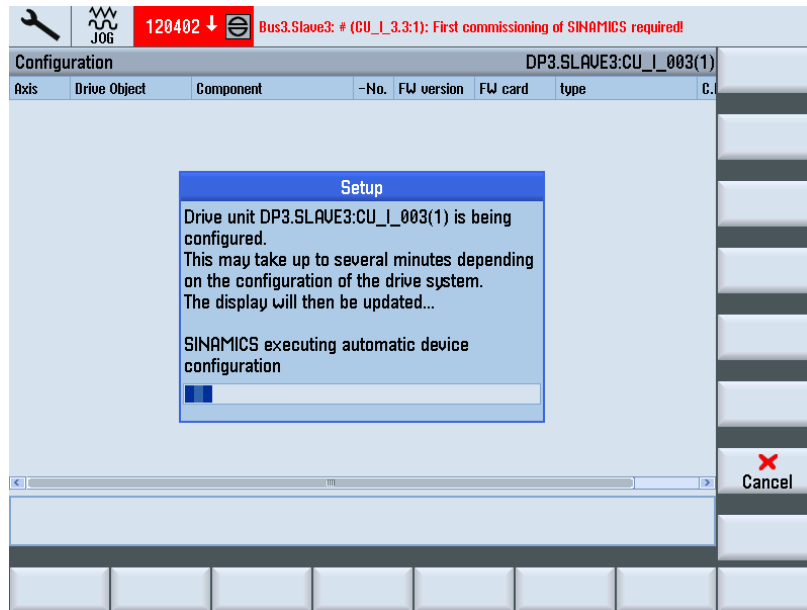 JOG
120402 ↓ Bus3.Slave3: # (CU_I_3.3:1): First commissioning of SINAMICS required!
Configuration DP3.SLAVE3:CU_I_003(1)
Axis Drive Object Component -No. FW version FW card type C.
Setup
Drive unit DP3.SLAVE3:CU_I_003(1) is being
configured.
This may take up to several minutes depending
on the configuration of the drive system.
The display will then be updated...
SINAMICS executing automatic device
configuration
Cancel